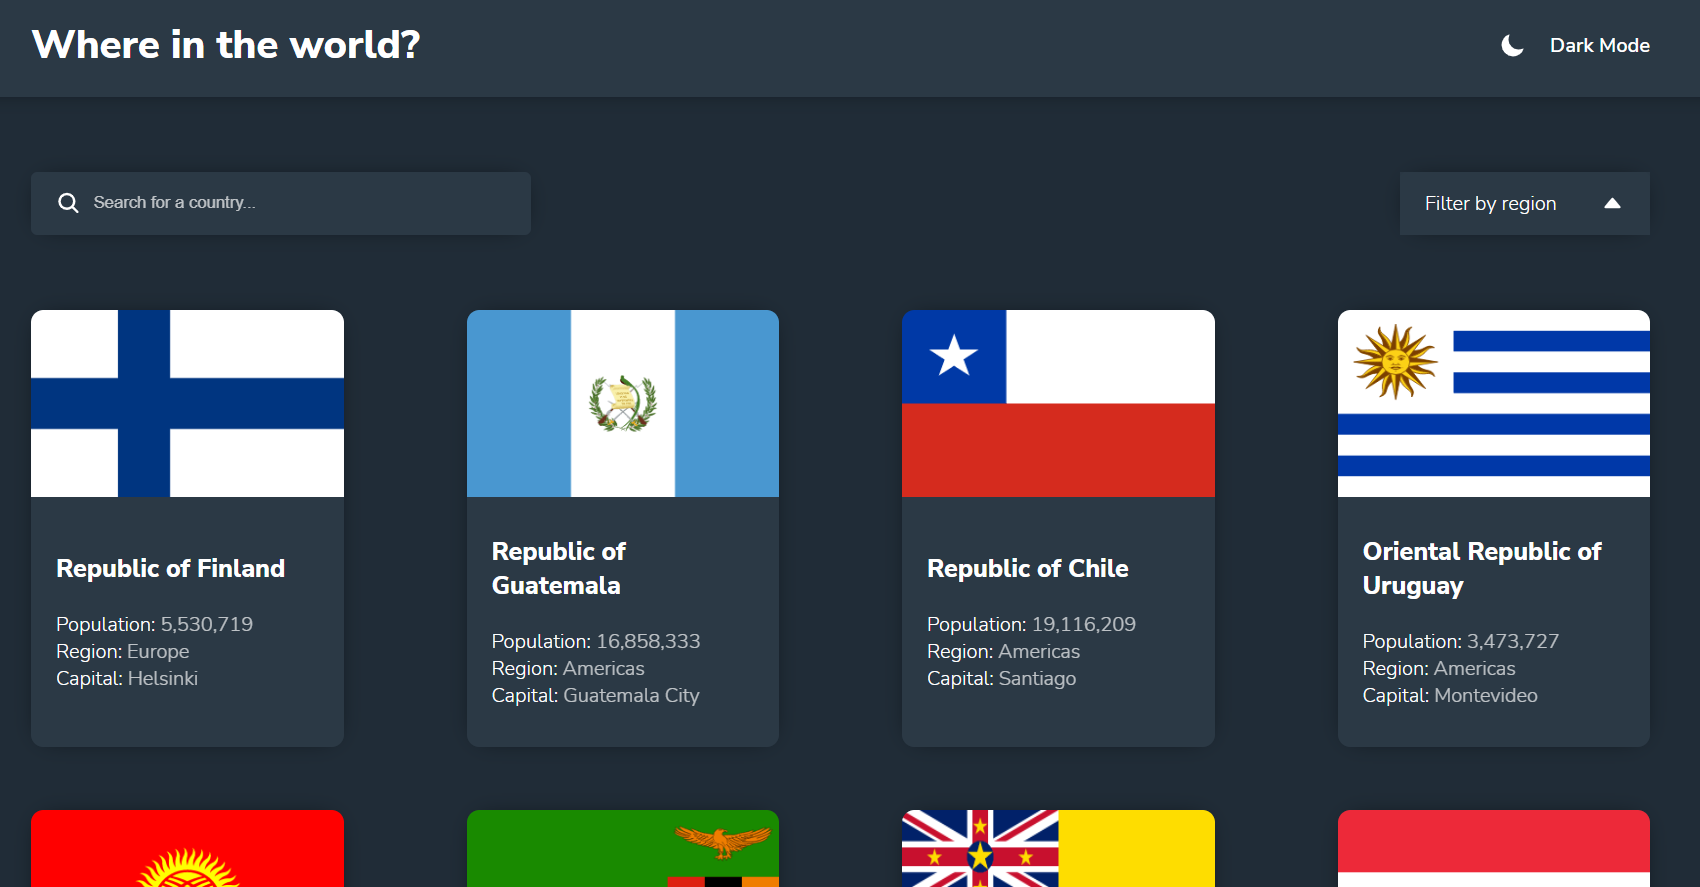 Where in the world?
Dark Mode
Search for a country...
Filter by region
Republic of Finland
Population: 5,530,719
Region: Europe
Capital: Helsinki
Republic of
Guatemala
Population: 16,858,333
Region: Americas
Capital: Guatemala City
Republic of Chile
Population: 19,116,209
Region: Americas
Capital: Santiago
Oriental Republic of
Uruguay
Population: 3,473,727
Region: Americas
Capital: Montevideo